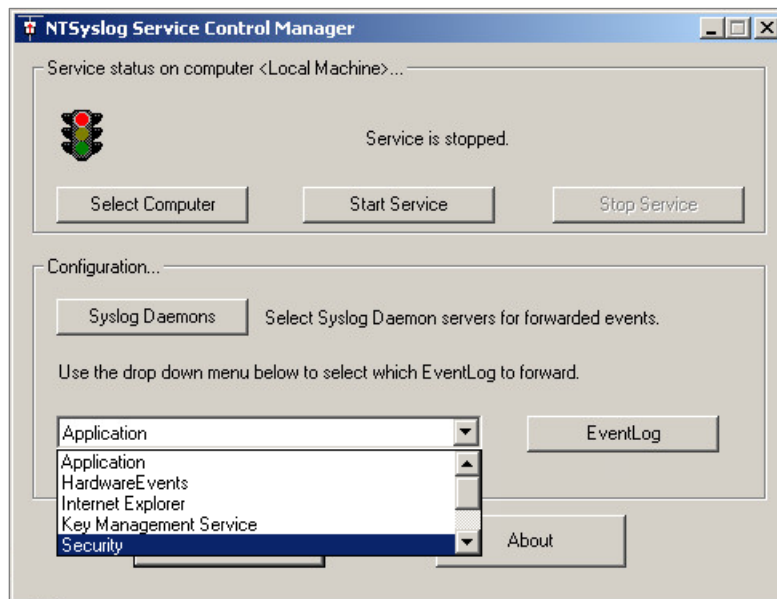 NTSyslog Service Control Manager
Service status on computer <Local Machine>...
Service is stopped.
Select Computer
Start Service
Stop Service
Configuration...
Syslog Daemons
Select Syslog Daemon servers for forwarded events.
Use the drop down menu below to select which EventLog to forward.
Application
EventLog
Application
HardwareEvents
Internet Explorer
Key Management Service
Security
About